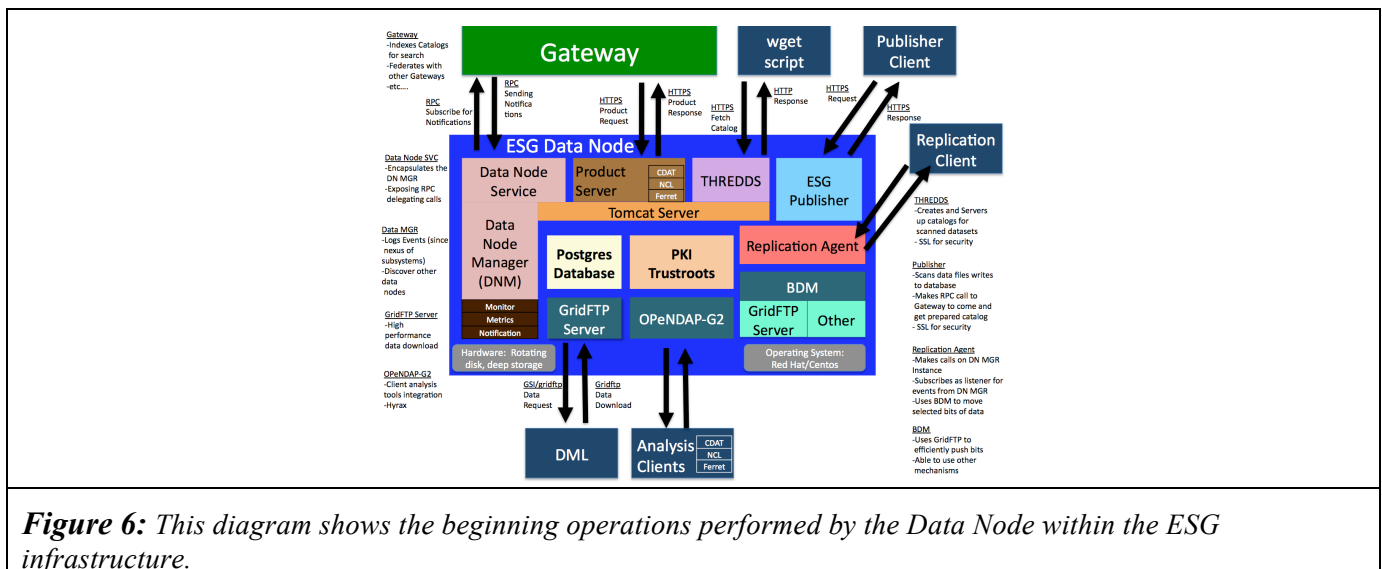 Gateway
-Indexes Catalogs
for search
-Federates with
other Gateways
-etc....
Gateway
wget
script
Publisher
Client
RPC
Subscribe for
Notifications
RPC
Sending
Notifica
tions
HTTPS
Product
Request
HTTPS
Product
Response
HTTPS
Fetch
Catalog
HTTP
Response
HTTPS
Request
HTTPS
Response
Replication
Client
ESG Data Node
Data Node SVC
-Encapsulates the
DN MGR
-Exposing RPC
delegating calls
Data MGR
-Logs Events (since
nexus of
subsystems)
-Discover other
data
nodes
GridFTP Server
-High
performance
data download
OPeNDAP-G2
-Client analysis
tools integration
-Hyrax
Data Node
Service
Product
Server
CDAT
NCL
Ferret
THREDDS
ESG
Publisher
Tomcat Server
Data
Node
Manager
(DNM)
Postgres
Database
PKI
Trustroots
Replication Agent
BDM
Monitor
Metrics
Notification
GridFTP
Server
OPeNDAP-G2
GridFTP
Server
Other
Hardware: Rotating
disk, deep storage
Operating System:
Red Hat/Centos
THREDDS
-Creates and Servers
up catalogs for
scanned datasets
- SSL for security
Publisher
-Scans data files writes
to database
-Makes RPC call to
Gateway to come and
get prepared catalog
- SSL for security
Replication Agent
-Makes calls on DN MGR
Instance
-Subscribes as listener for
events from DN MGR
-Uses BDM to move
selected bits of data
BDM
-Uses GridFTP to
efficiently push bits
-Able to use other
mechanisms
GSI/gridftp
Data
Request
Gridftp
Data
Download
DML
Analysis
Clients
CDAT
NCL
Ferret
Figure 6: This diagram shows the beginning operations performed by the Data Node within the ESG
infrastructure.